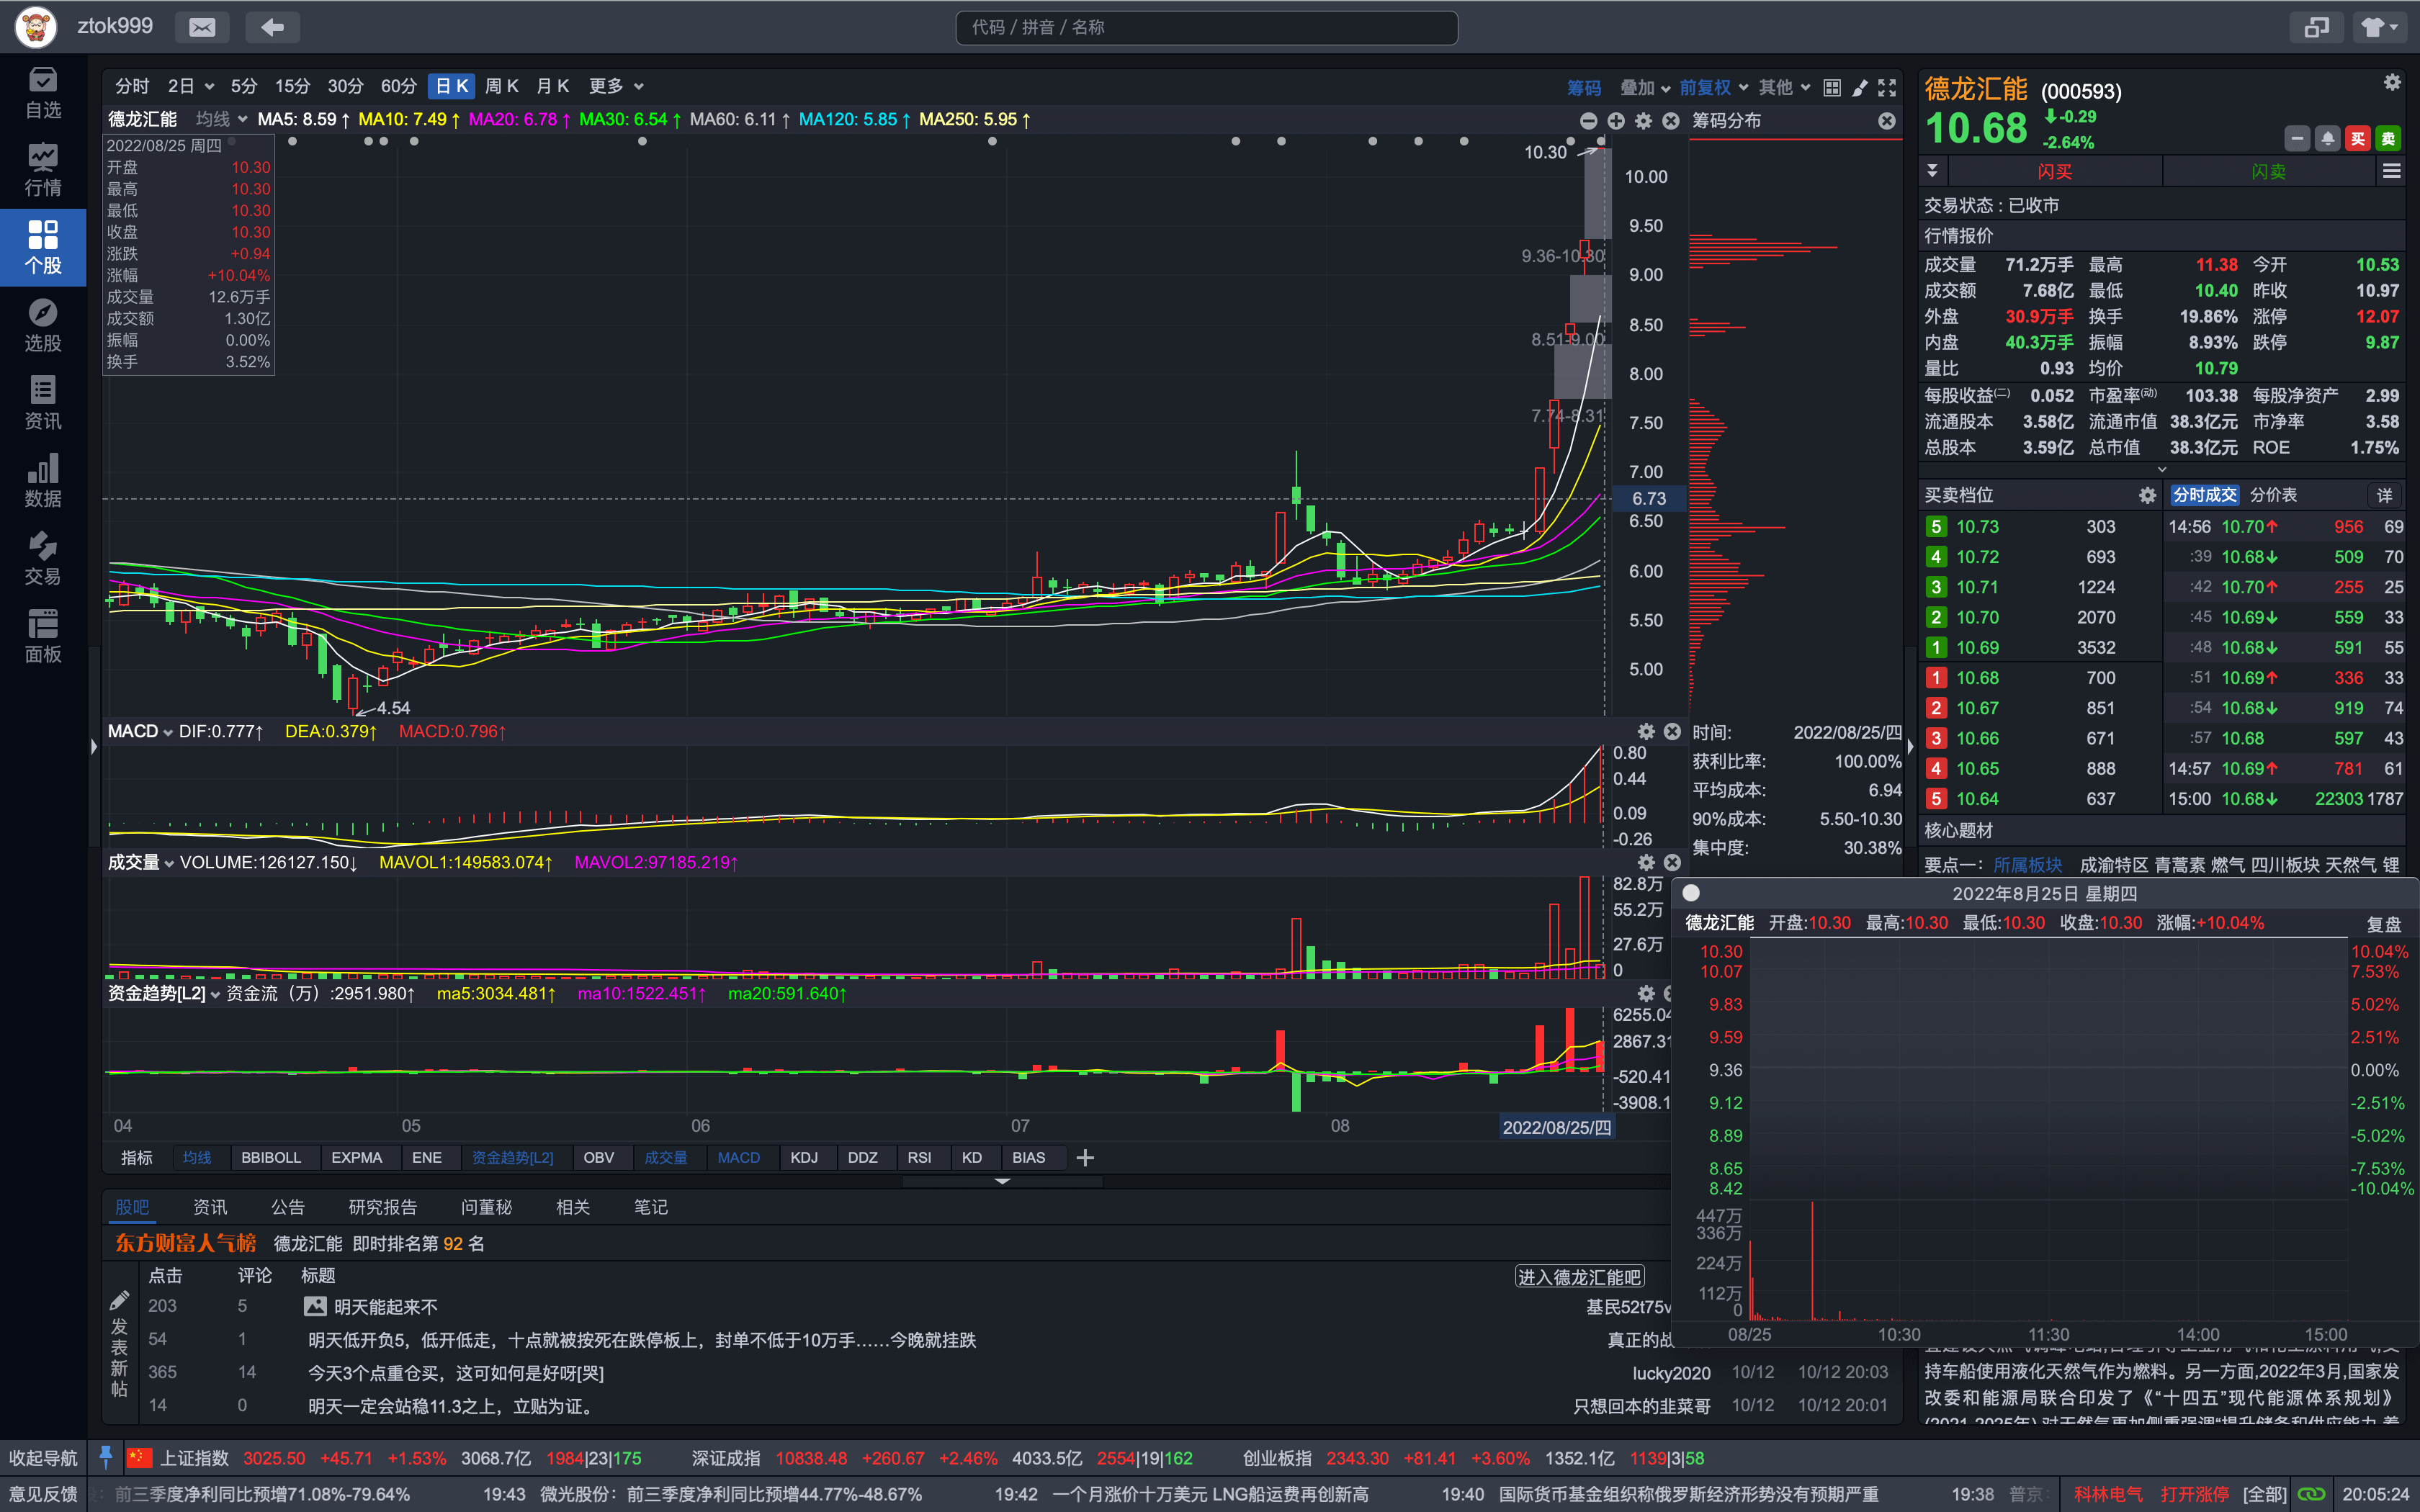 ztok999
代码 / 拼音 / 名称
自选
行情
个股
选股
资讯
数据
交易
面板
分时 2日 5分 15分 30分 60分 日K 周K 月K 更多
筹码 叠加 前复权 其他
德龙汇能 均线 MA5: 8.59↑ MA10: 7.49↑ MA20: 6.78↑ MA30: 6.54↑ MA60: 6.11↑ MA120: 5.85↑ MA250: 5.95↑
筹码分布
2022/08/25 周四
开盘 10.30
最高 10.30
最低 10.30
收盘 10.30
涨跌 +0.94
涨幅 +10.04%
成交量 12.6万手
成交额 1.30亿
振幅 0.00%
换手 3.52%
10.30
9.36-10.30
8.51-9.00
7.74-8.31
4.54
10.00
9.50
9.00
8.50
8.00
7.50
7.00
6.73
6.50
6.00
5.50
5.00
MACD DIF:0.777↑ DEA:0.379↑ MACD:0.796↑
0.80
0.44
0.09
-0.26
时间: 2022/08/25/四
获利比率: 100.00%
平均成本: 6.94
90%成本: 5.50-10.30
集中度: 30.38%
成交量 VOLUME:126127.150↓ MAVOL1:149583.074↑ MAVOL2:97185.219↑
82.8万
55.2万
27.6万
0
资金趋势[L2] 资金流（万）:2951.980↑ ma5:3034.481↑ ma10:1522.451↑ ma20:591.640↑
6255.04
2867.31
-520.41
-3908.1
04 05 06 07 08 2022/08/25/四
指标 均线 BBIBOLL EXPMA ENE 资金趋势[L2] OBV 成交量 MACD KDJ DDZ RSI KD BIAS
股吧 资讯 公告 研究报告 问董秘 相关 笔记
东方财富人气榜 德龙汇能 即时排名第 92 名
点击 评论 标题
进入德龙汇能吧
发表新帖
203 5 明天能起来不 基民52t75v
54 1 明天低开负5，低开低走，十点就被按死在跌停板上，封单不低于10万手……今晚就挂跌 真正的战
365 14 今天3个点重仓买，这可如何是好呀[哭] lucky2020 10/12 10/12 20:03
14 0 明天一定会站稳11.3之上，立贴为证。 只想回本的韭菜哥 10/12 10/12 20:01
德龙汇能 (000593)
10.68 -0.29
-2.64%
买 卖
闪买 闪卖
交易状态：已收市
行情报价
成交量 71.2万手 最高 11.38 今开 10.53
成交额 7.68亿 最低 10.40 昨收 10.97
外盘 30.9万手 换手 19.86% 涨停 12.07
内盘 40.3万手 振幅 8.93% 跌停 9.87
量比 0.93 均价 10.79
每股收益(二) 0.052 市盈率(动) 103.38 每股净资产 2.99
流通股本 3.58亿 流通市值 38.3亿元 市净率 3.58
总股本 3.59亿 总市值 38.3亿元 ROE 1.75%
买卖档位 分时成交 分价表 详
5 10.73 303 14:56 10.70↑ 956 69
4 10.72 693 :39 10.68↓ 509 70
3 10.71 1224 :42 10.70↑ 255 25
2 10.70 2070 :45 10.69↓ 559 33
1 10.69 3532 :48 10.68↓ 591 55
1 10.68 700 :51 10.69↑ 336 33
2 10.67 851 :54 10.68↓ 919 74
3 10.66 671 :57 10.68 597 43
4 10.65 888 14:57 10.69↑ 781 61
5 10.64 637 15:00 10.68↓ 22303 1787
核心题材
要点一: 所属板块 成渝特区 青蒿素 燃气 四川板块 天然气 锂
2022年8月25日 星期四
德龙汇能 开盘:10.30 最高:10.30 最低:10.30 收盘:10.30 涨幅:+10.04% 复盘
10.30 10.04%
10.07 7.53%
9.83 5.02%
9.59 2.51%
9.36 0.00%
9.12 -2.51%
8.89 -5.02%
8.65 -7.53%
8.42 -10.04%
447万
336万
224万
112万
0
08/25 10:30 11:30 14:00 15:00
持车船使用液化天然气作为燃料。另一方面,2022年3月,国家发
改委和能源局联合印发了《“十四五”现代能源体系规划》
收起导航 上证指数 3025.50 +45.71 +1.53% 3068.7亿 1984|23|175 深证成指 10838.48 +260.67 +2.46% 4033.5亿 2554|19|162 创业板指 2343.30 +81.41 +3.60% 1352.1亿 1139|3|58
意见反馈 前三季度净利同比预增71.08%-79.64% 19:43 微光股份：前三季度净利同比预增44.77%-48.67% 19:42 一个月涨价十万美元 LNG船运费再创新高 19:40 国际货币基金组织称俄罗斯经济形势没有预期严重 19:38 普京 科林电气 打开涨停 [全部] 20:05:24